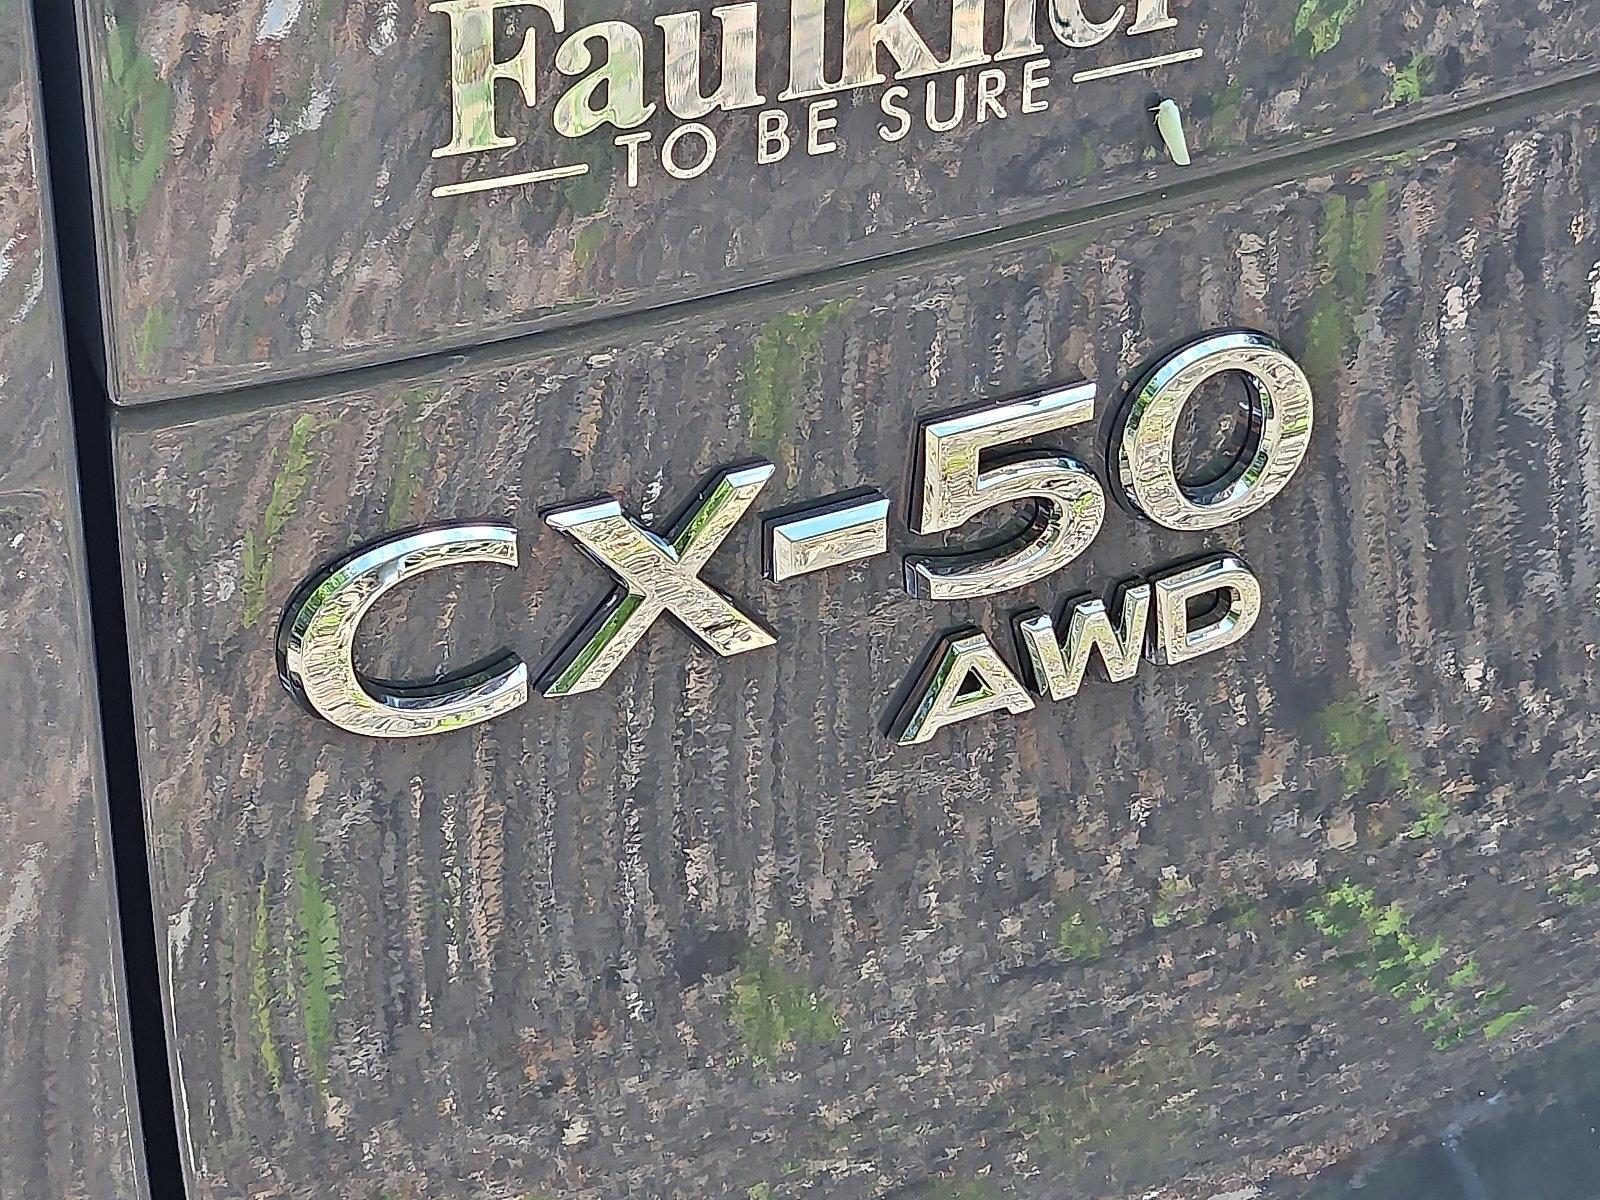 Faulkner
TO BE SURE
CX-50
AWD